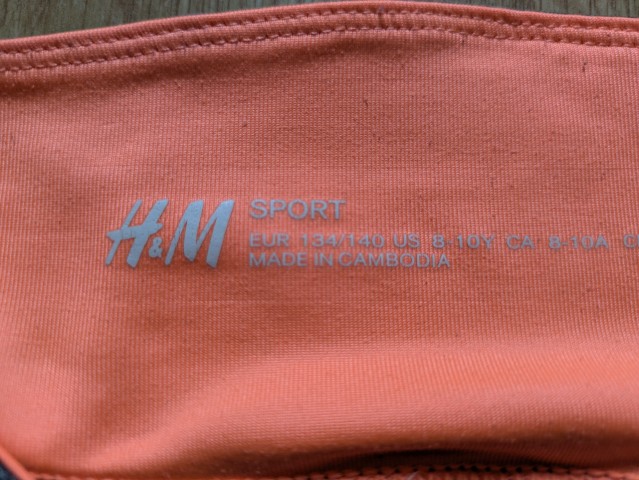 H&M SPORT
EUR 134/140 US 8-10Y CA 8-10A
MADE IN CAMBODIA